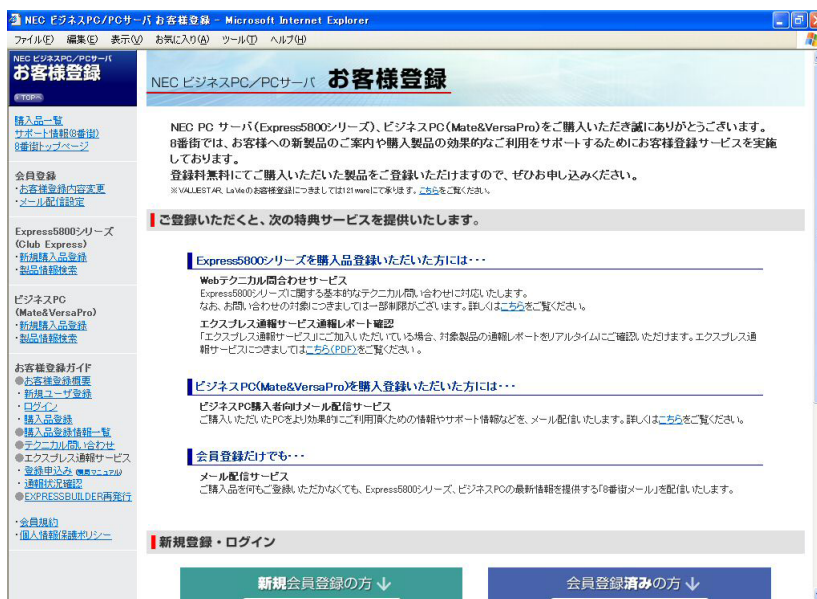 NEC ビジネスPC/PCサーバ お客様登録 - Microsoft Internet Explorer
ファイル(F) 編集(E) 表示(V) お気に入り(A) ツール(T) ヘルプ(H)
NEC ビジネスPC/PCサーバ
お客様登録
TOPへ
購入品一覧
サポート情報(8番街)
8番街トップページ
会員登録
・お客様登録内容変更
・メール配信設定
Express5800シリーズ
(Club Express)
・新規購入品登録
・製品情報検索
ビジネスPC
(Mate&VersaPro)
・新規購入品登録
・製品情報検索
お客様登録ガイド
●お客様登録概要
・新規ユーザ登録
・ログイン
・購入品登録
●購入品登録情報一覧
●テクニカル問い合わせ
●エクスプレス通報サービス
・登録申込み (簡易マニュアル)
・通報状況確認
●EXPRESSBUILDER再発行
・会員規約
・個人情報保護ポリシー
NEC ビジネスPC/PCサーバ お客様登録
NEC PC サーバ(Express5800シリーズ)、ビジネスPC(Mate&VersaPro)をご購入いただき誠にありがとうございます。
8番街では、お客様への新製品のご案内や購入製品の効果的なご利用をサポートするためにお客様登録サービスを実施
しております。
登録料無料にてご購入いただいた製品をご登録いただけますので、ぜひお申し込みください。
※VALUESTAR, LaVieのお客様登録につきましては121wareにて承ります。こちらをご覧ください。
ご登録いただくと、次の特典サービスを提供いたします。
Express5800シリーズを購入品登録いただいた方には・・・
Webテクニカル問合わせサービス
Express5800シリーズに関する基本的なテクニカル問い合わせに対応いたします。
なお、お問い合わせの対象につきましては一部制限がございます。詳しくはこちらをご覧ください。
エクスプレス通報サービス通報レポート確認
「エクスプレス通報サービス」にご加入いただいている場合、対象製品の通報レポートをリアルタイムにご確認いただけます。エクスプレス通
報サービスにつきましてはこちら(PDF)をご覧ください。
ビジネスPC(Mate&VersaPro)を購入登録いただいた方には・・・
ビジネスPC購入者向けメール配信サービス
ご購入いただいたPCをより効果的にご利用頂くための情報やサポート情報などを、メール配信いたします。詳しくはこちらをご覧ください。
会員登録だけでも・・・
メール配信サービス
ご購入品を何もご登録いただかなくても、Express5800シリーズ、ビジネスPCの最新情報を提供する「8番街メール」を配信いたします。
新規登録・ログイン
新規会員登録の方↓
会員登録済みの方↓